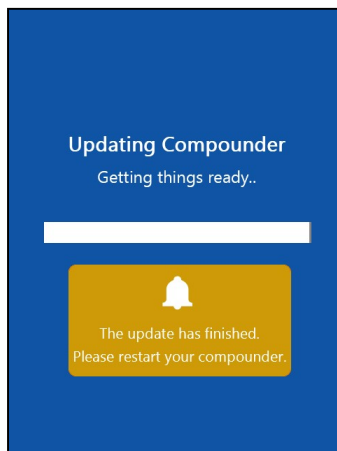 Updating Compounder
Getting things ready..
The update has finished.
Please restart your compounder.